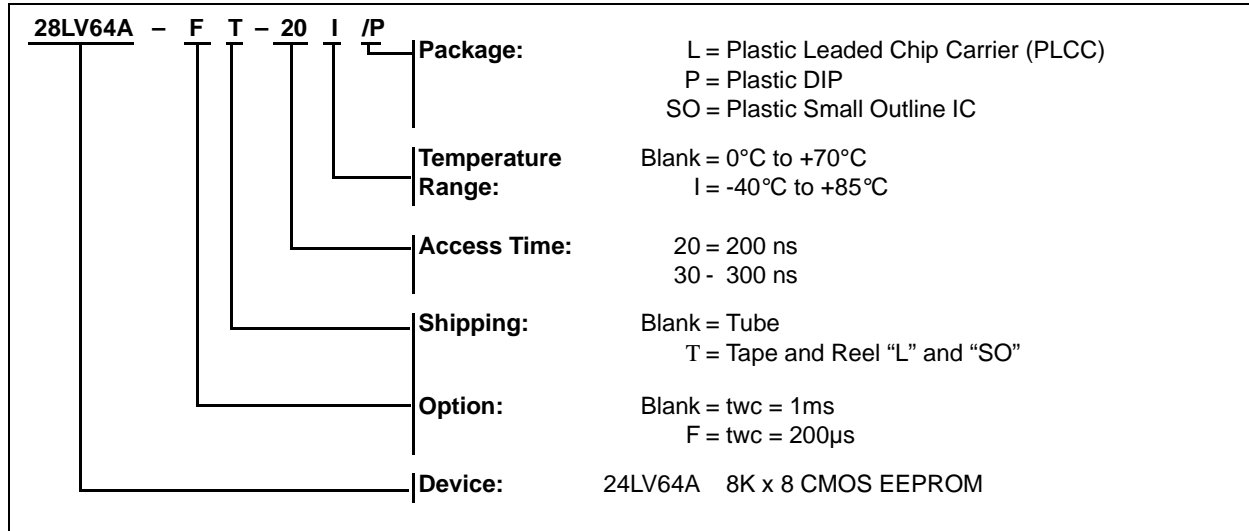 28LV64A – F T – 20 I /P
Package: L = Plastic Leaded Chip Carrier (PLCC)
P = Plastic DIP
SO = Plastic Small Outline IC
Temperature Blank = 0°C to +70°C
Range: I = -40°C to +85°C
Access Time: 20 = 200 ns
30 - 300 ns
Shipping: Blank = Tube
T = Tape and Reel “L” and “SO”
Option: Blank = twc = 1ms
F = twc = 200µs
Device: 24LV64A 8K x 8 CMOS EEPROM